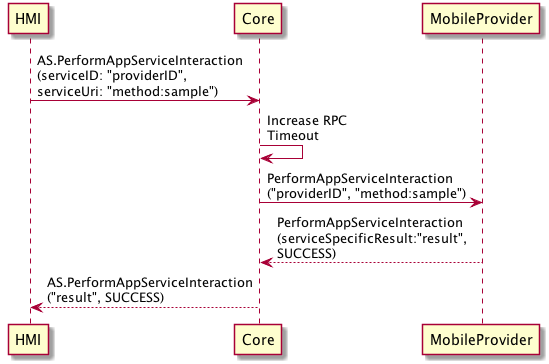 HMI
Core
MobileProvider
AS.PerformAppServiceInteraction
(serviceID: "providerID",
serviceUri: "method:sample")
Increase RPC
Timeout
PerformAppServiceInteraction
("providerID", "method:sample")
PerformAppServiceInteraction
(serviceSpecificResult:"result",
SUCCESS)
AS.PerformAppServiceInteraction
("result", SUCCESS)
HMI
Core
MobileProvider